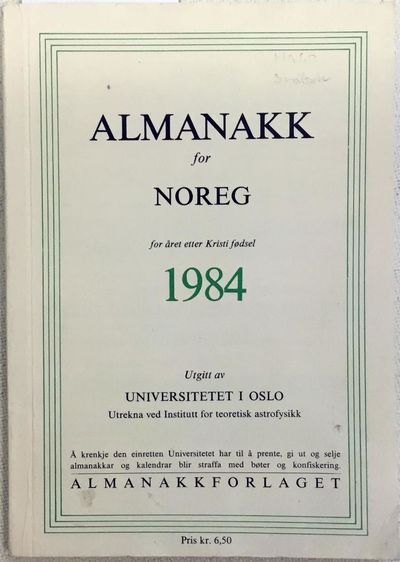 ALMANAKK
for
NOREG
for året etter Kristi fødsel
1984
Utgitt av
UNIVERSITETET I OSLO
Utrekna ved Institutt for teoretisk astrofysikk
Å krenkje den einretten Universitetet har til å prente, gi ut og selje
almanakkar og kalendrar blir straffa med bøter og konfiskering.
ALMANAKKFORLAGET
Pris kr. 6,50